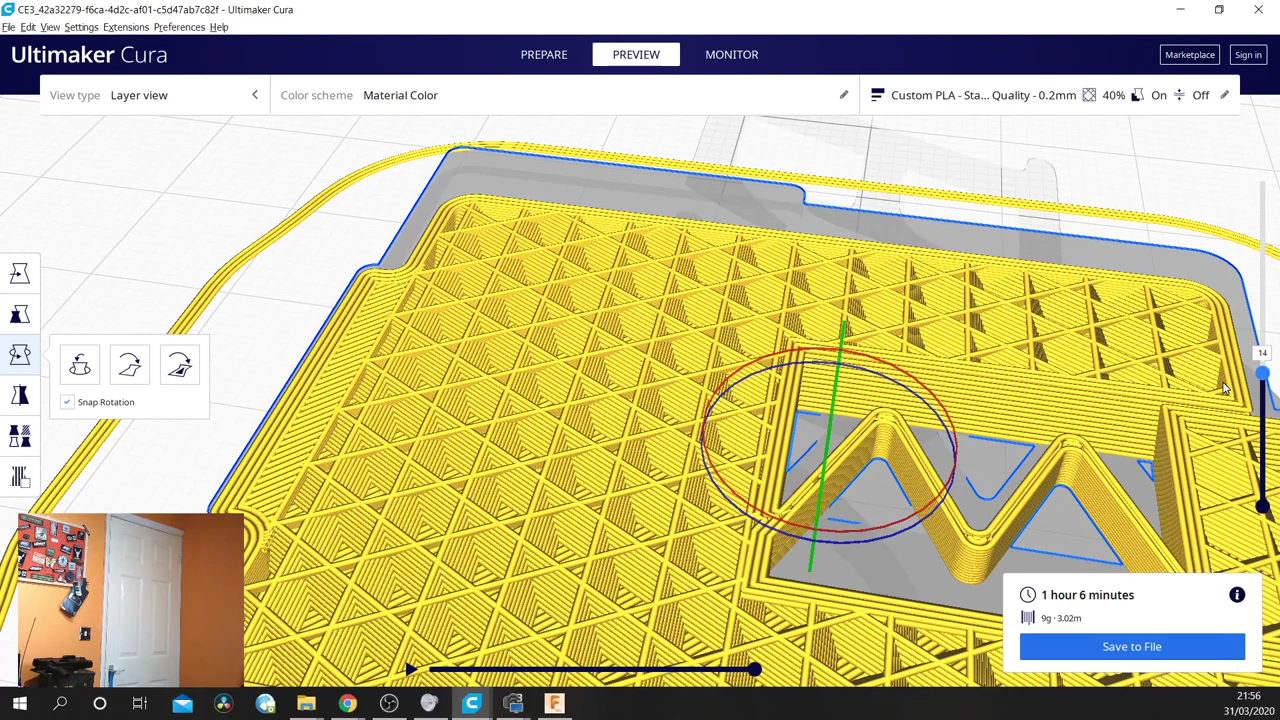 CE3_42a32279-f6ca-4d2c-af01-c5d47ab7c82f - Ultimaker Cura
File Edit View Settings Extensions Preferences Help
Ultimaker Cura
PREPARE
PREVIEW
MONITOR
Marketplace
Sign in
View type Layer view
Color scheme Material Color
Custom PLA - Sta... Quality - 0.2mm 40% On Off
14
Snap Rotation
1 hour 6 minutes
9g · 3.02m
Save to File
21:56
31/03/2020